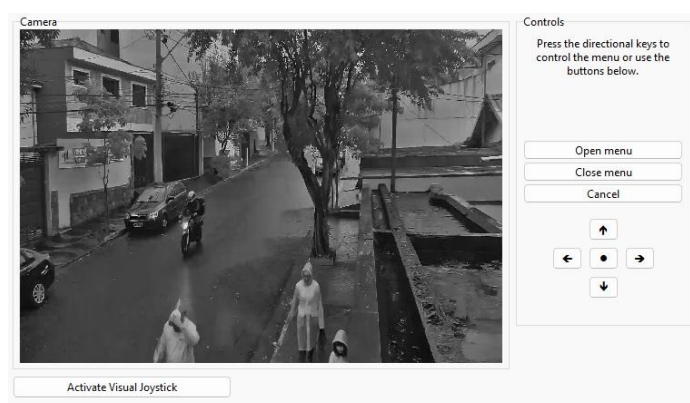 Camera
Controls
Press the directional keys to
control the menu or use the
buttons below.
Open menu
Close menu
Cancel
Activate Visual Joystick